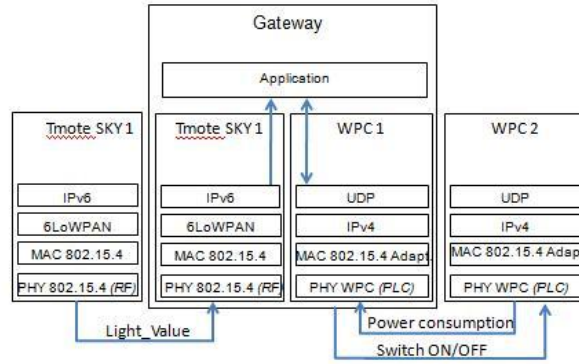 Gateway
Application
Tmote SKY 1
Tmote SKY 1
WPC 1
WPC 2
IPv6
IPv6
UDP
UDP
6LoWPAN
6LoWPAN
IPv4
IPv4
MAC 802.15.4
MAC 802.15.4
MAC 802.15.4 Adapt.
MAC 802.15.4 Adapt
PHY 802.15.4 (RF)
PHY 802.15.4 (RF)
PHY WPC (PLC)
PHY WPC (PLC)
Light_Value
Power consumption
Switch ON/OFF